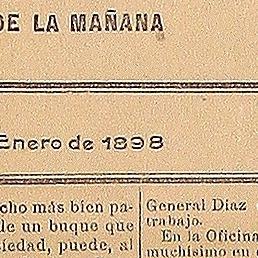 DE LA MAÑANA
Enero de 1898
cho más bien pa-
de un buque que
iedad, puede, al
General Diaz
trabajo.
En la Oficina
muchísimo en